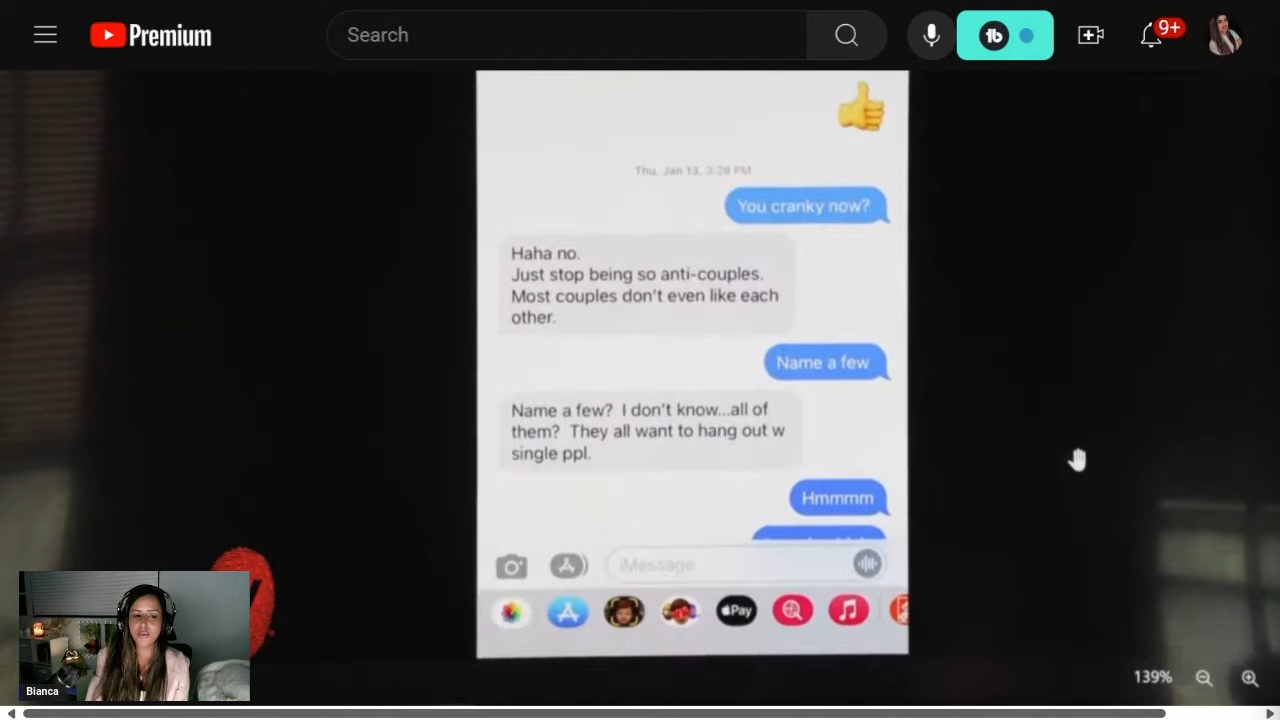 Premium
Search
9+
Thu, Jan 13, 3:28 PM
You cranky now?
Haha no.
Just stop being so anti-couples.
Most couples don't even like each
other.
Name a few
Name a few? I don't know...all of
them? They all want to hang out w
single ppl.
Hmmmm
iMessage
Pay
Bianca
139%